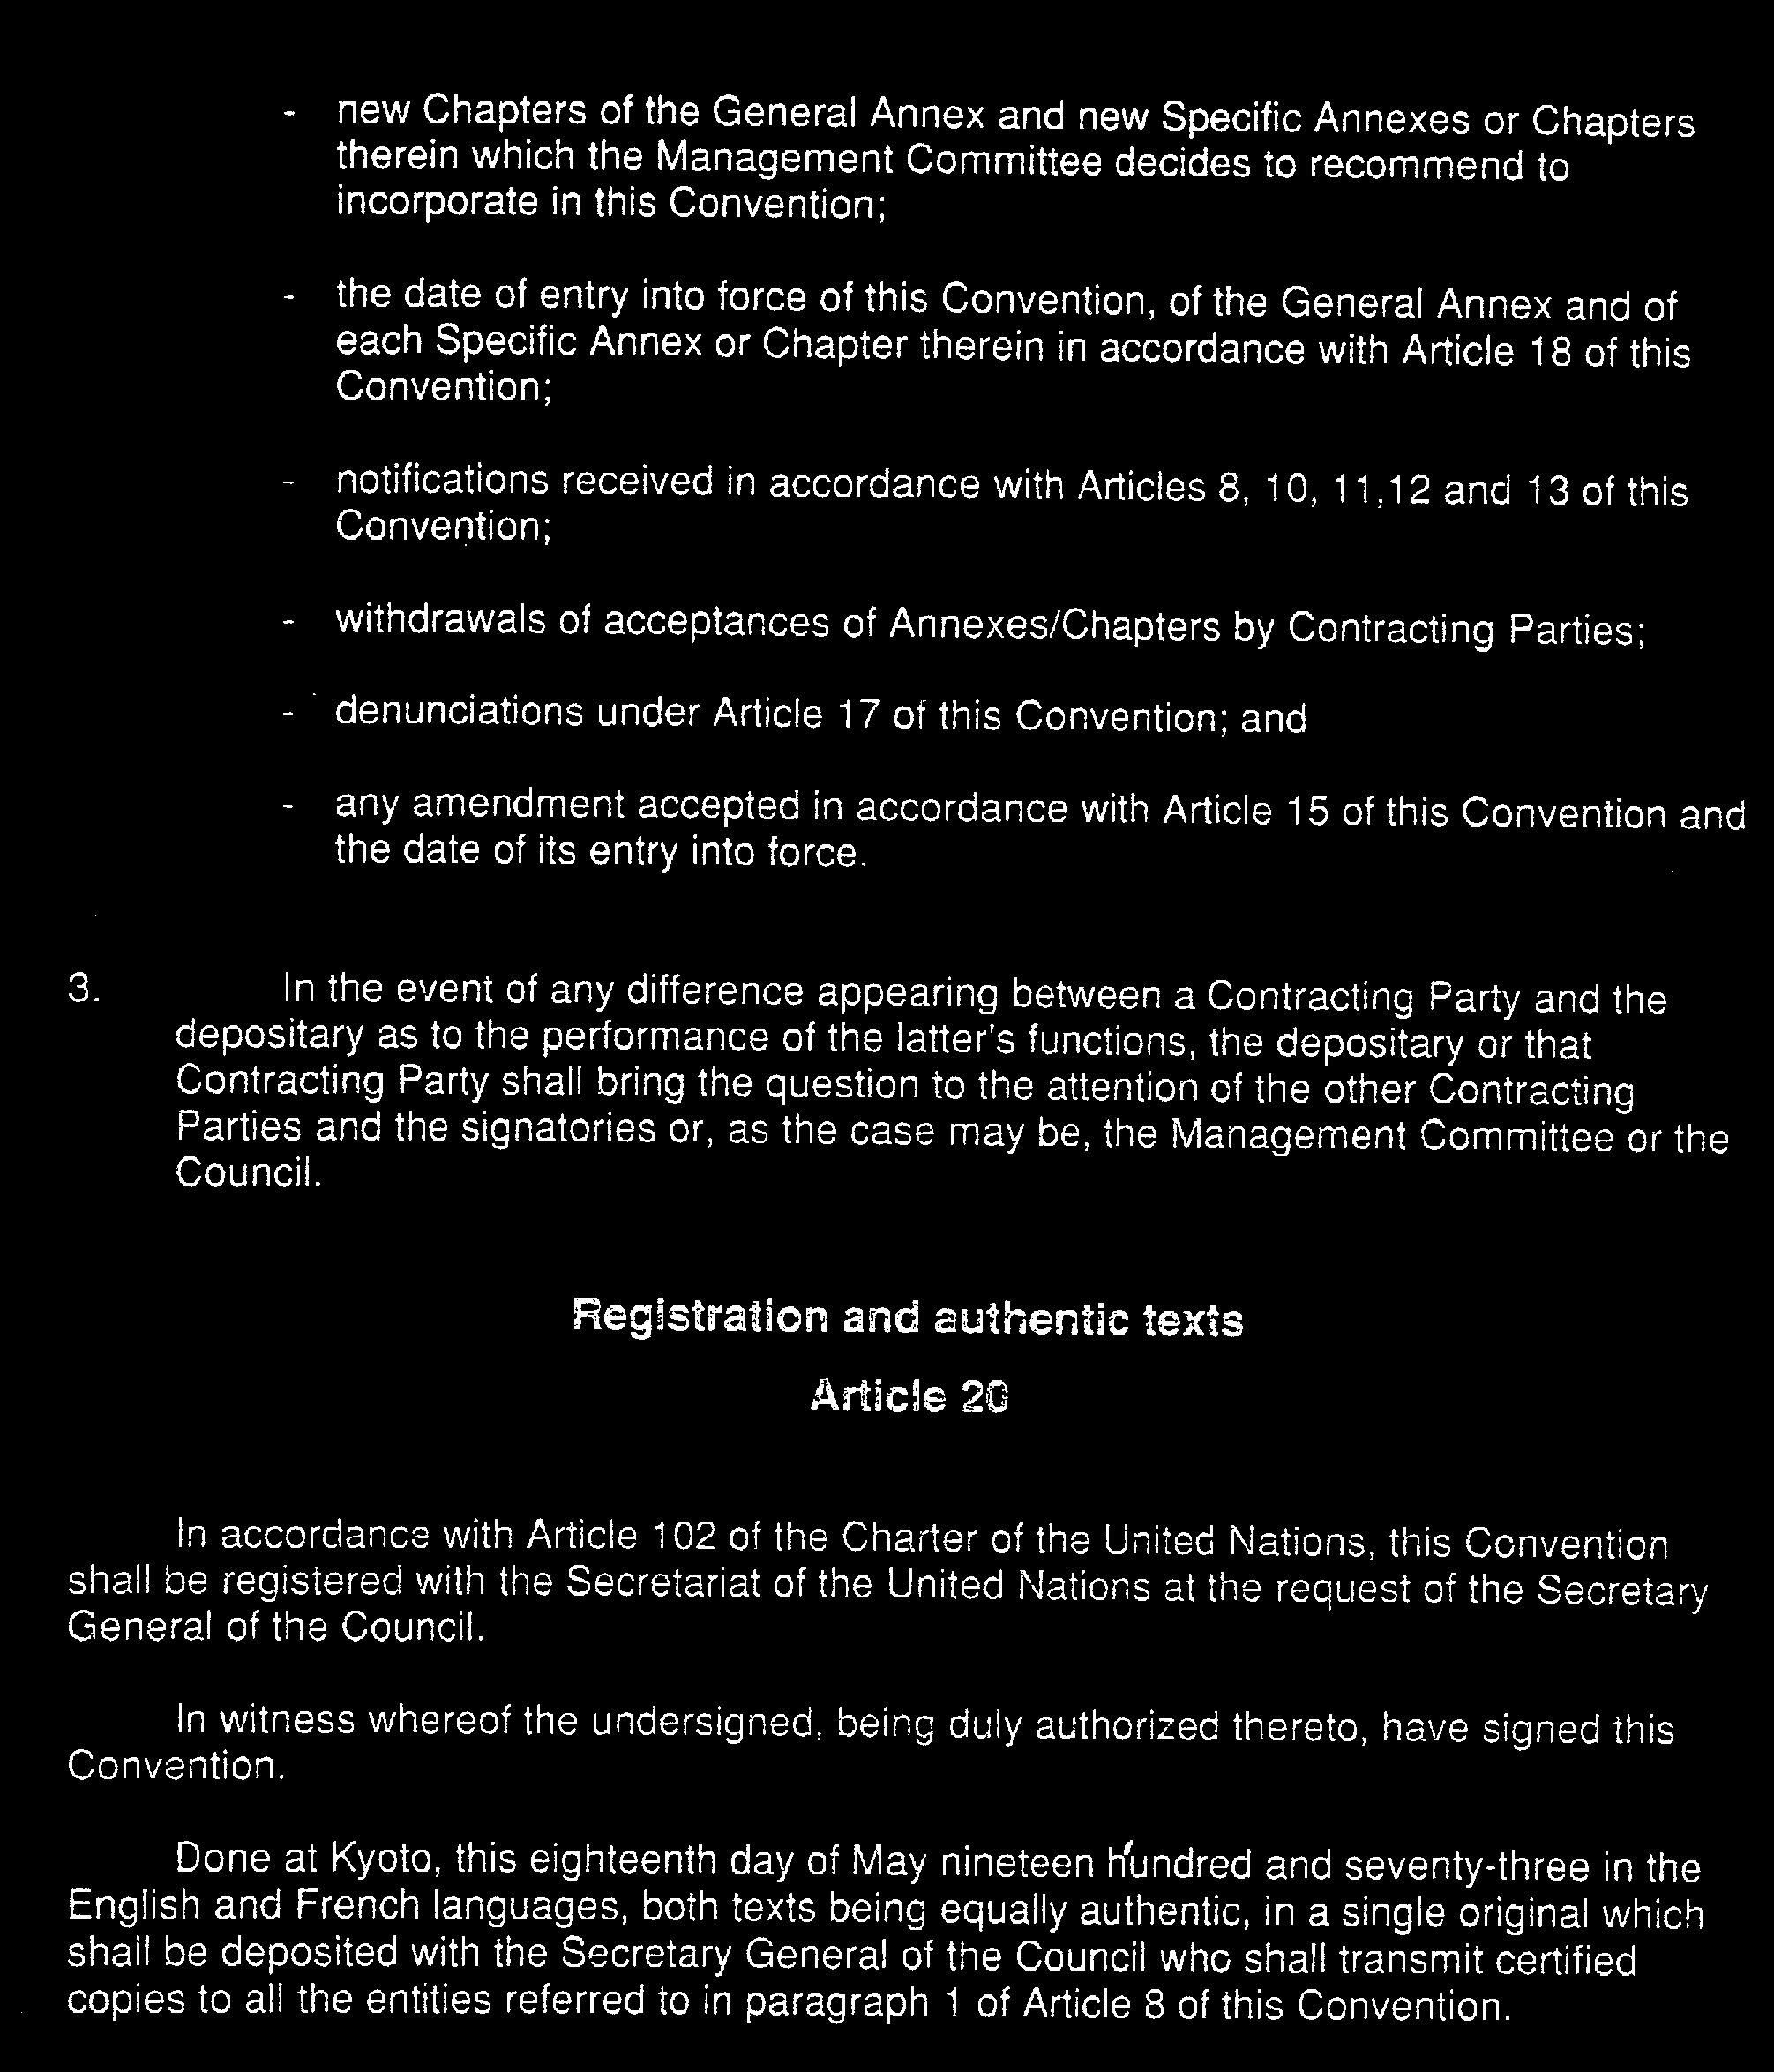 - new Chapters of the General Annex and new Specific Annexes or Chapters
therein which the Management Committee decides to recommend to
incorporate in this Convention;
- the date of entry into force of this Convention, of the General Annex and of
each Specific Annex or Chapter therein in accordance with Article 18 of this
Convention;
- notifications received in accordance with Articles 8, 10, 11,12 and 13 of this
Convention;
- withdrawals of acceptances of Annexes/Chapters by Contracting Parties;
- denunciations under Article 17 of this Convention; and
- any amendment accepted in accordance with Article 15 of this Convention and
the date of its entry into force.
3. In the event of any difference appearing between a Contracting Party and the
depositary as to the performance of the latter's functions, the depositary or that
Contracting Party shall bring the question to the attention of the other Contracting
Parties and the signatories or, as the case may be, the Management Committee or the
Council.
Registration and authentic texts
Article 20
In accordance with Article 102 of the Charter of the United Nations, this Convention
shall be registered with the Secretariat of the United Nations at the request of the Secretary
General of the Council.
In witness whereof the undersigned, being duly authorized thereto, have signed this
Convention.
Done at Kyoto, this eighteenth day of May nineteen hundred and seventy-three in the
English and French languages, both texts being equally authentic, in a single original which
shall be deposited with the Secretary General of the Council who shall transmit certified
copies to all the entities referred to in paragraph 1 of Article 8 of this Convention.